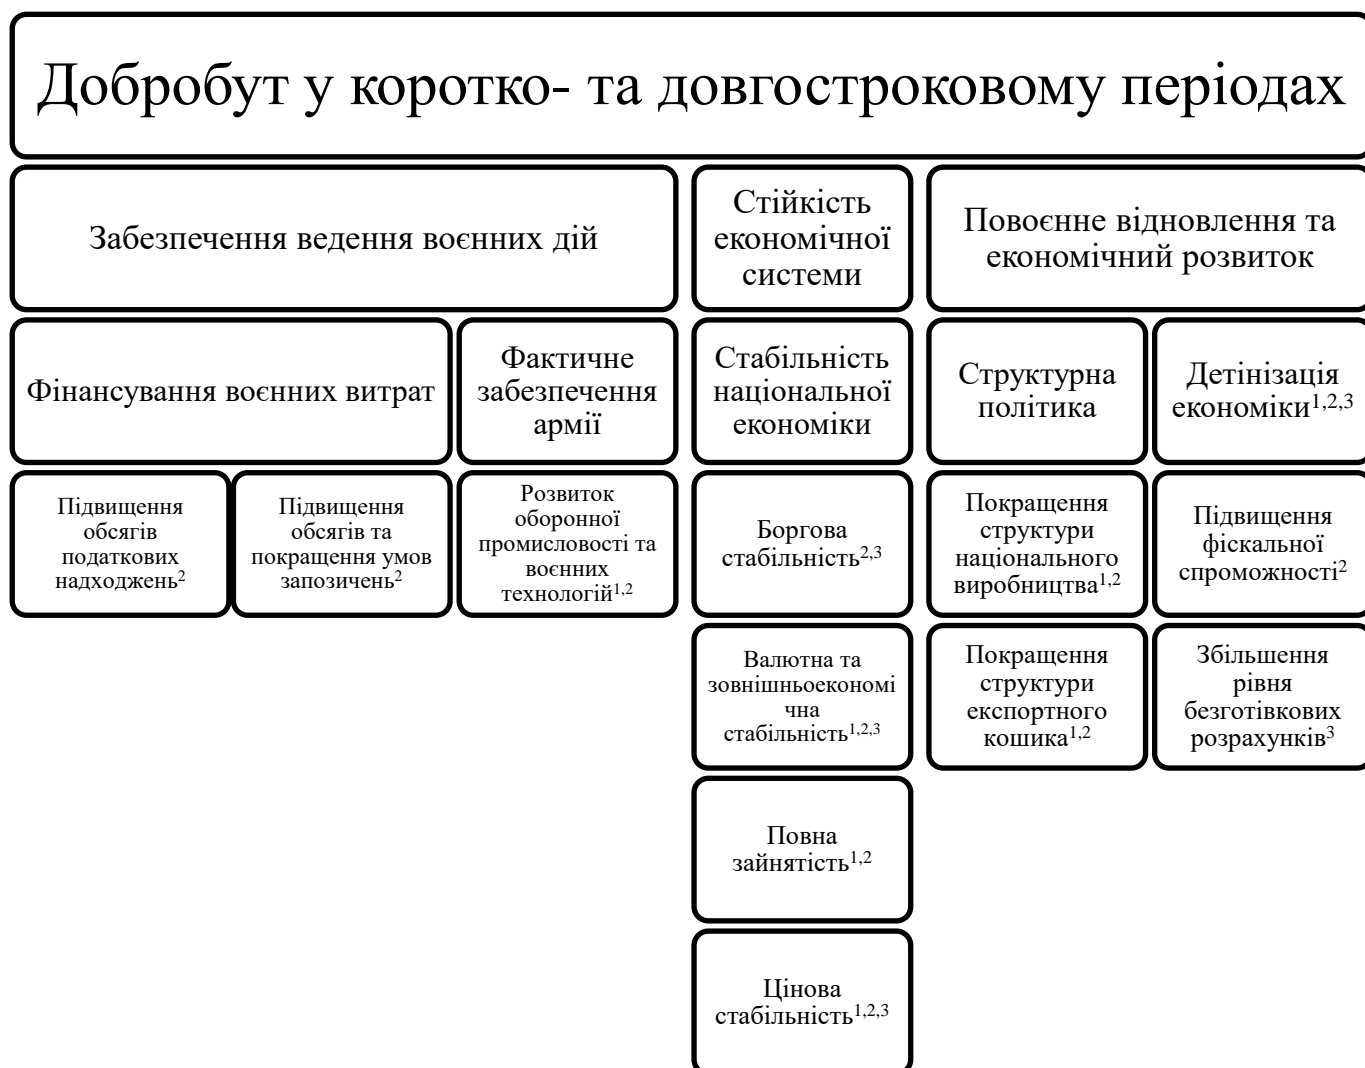 Добробут у коротко- та довгостроковому періодах
Забезпечення ведення воєнних дій
Стійкість
економічної
системи
Повоєнне відновлення та
економічний розвиток
Фінансування воєнних витрат
Фактичне
забезпечення
армії
Стабільність
національної
економіки
Структурна
політика
Детінізація
економіки1,2,3
Підвищення
обсягів
податкових
надходжень2
Підвищення
обсягів та
покращення умов
запозичень2
Розвиток
оборонної
промисловості та
воєнних
технологій1,2
Боргова
стабільність2,3
Покращення
структури
національного
виробництва1,2
Підвищення
фіскальної
спроможності2
Валютна та
зовнішньоекономі
чна
стабільність1,2,3
Покращення
структури
експортного
кошика1,2
Збільшення
рівня
безготівкових
розрахунків3
Повна
зайнятість1,2
Цінова
стабільність1,2,3